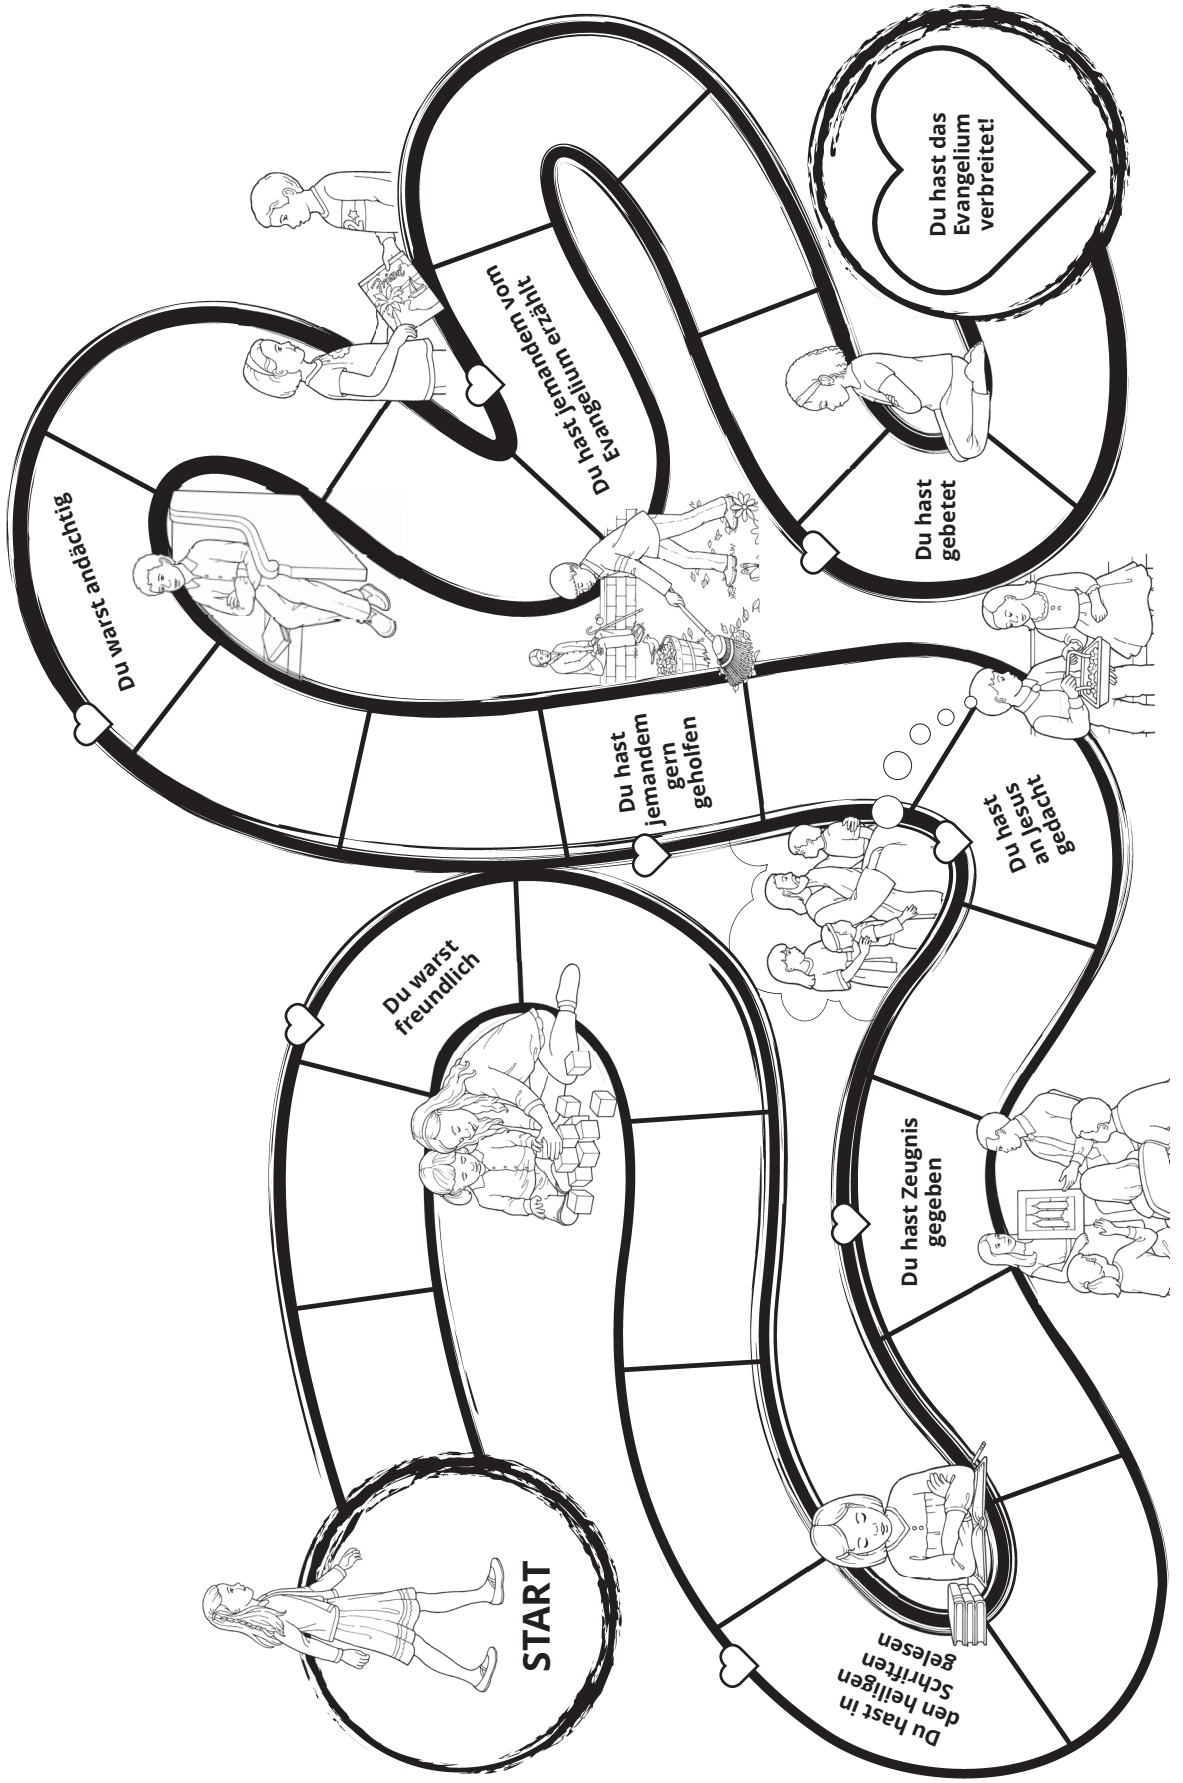 START
Du warst
freundlich
Du hast in
den heiligen
Schriften
gelesen
Du hast Zeugnis
gegeben
Du hast
an Jesus
gedacht
Du hast
jemandem
gern
geholfen
Du warst andächtig
Du hast jemandem vom
Evangelium erzählt
Du hast
gebetet
Du hast das
Evangelium
verbreitet!